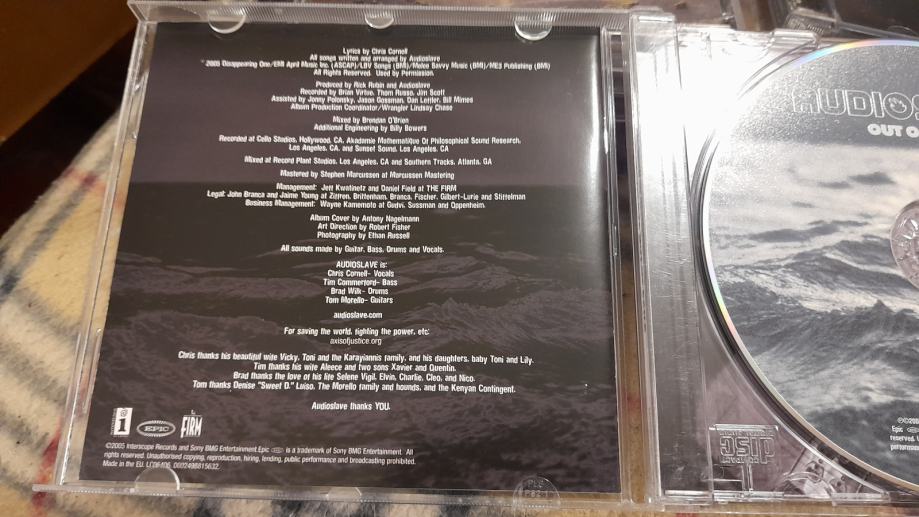 Lyrics by Chris Cornell
All songs written and arranged by Audioslave
2005 Disappearing One/EMI April Music Inc. (ASCAP)/LBV Songs (BMI)/Melee Savvy Music (BMI)/ME3 Publishing (BMI)
All Rights Reserved. Used by Permission.
Produced by Rick Rubin and Audioslave
Recorded by Brian Virtue, Thom Russo, Jim Scott
Assisted by Jonny Polonsky, Jason Gossman, Dan Leffler, Bill Mimes
Album Production Coordinator/Wrangler Lindsay Chase
Mixed by Brendan O'Brien
Additional Engineering by Billy Bowers
Recorded at Cello Studios, Hollywood, CA, Akadamie Mathematique Of Philosophical Sound Research,
Los Angeles, CA, and Sunset Sound, Los Angeles, CA
Mixed at Record Plant Studios, Los Angeles, CA and Southern Tracks, Atlanta, GA
Mastered by Stephen Marcussen at Marcussen Mastering
Management: Jeff Kwatinetz and Daniel Field at THE FIRM
Legal: John Branca and Jaime Young at Ziffren, Brittenham, Branca, Fischer, Gilbert-Lurie and Stiffelman
Business Management: Wayne Kamemoto at Gudvi, Sussman and Oppenheim.
Album Cover by Antony Nagelmann
Art Direction by Robert Fisher
Photography by Ethan Russell
All sounds made by Guitar, Bass, Drums and Vocals.
AUDIOSLAVE is:
Chris Cornell- Vocals
Tim Commerford- Bass
Brad Wilk- Drums
Tom Morello- Guitars
audioslave.com
For saving the world, fighting the power, etc:
axisofjustice.org
Chris thanks his beautiful wife Vicky, Toni and the Karayiannis family, and his daughters, baby Toni and Lily.
Tim thanks his wife Aleece and two sons Xavier and Quentin.
Brad thanks the love of his life Selene Vigil, Elvin, Charlie, Cleo, and Nico.
Tom thanks Denise "Sweet D." Luiso, The Morello family and hounds, and the Kenyan Contingent.
Audioslave thanks YOU.
EPIC
FIRM
©2005 Interscope Records and Sony BMG Entertainment.Epic is a trademark of Sony BMG Entertainment. All
rights reserved. Unauthorised copying, reproduction, hiring, lending, public performance and broadcasting prohibited.
Made in the EU. LC06406. 0602498815632.
AUDIO
OUT O
disc
Epic
reserved.